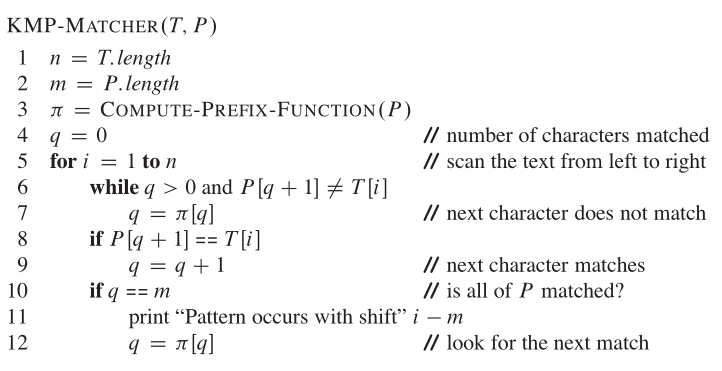 KMP-MATCHER(T, P)
1 n = T.length
2 m = P.length
3 π = COMPUTE-PREFIX-FUNCTION(P)
4 q = 0 // number of characters matched
5 for i = 1 to n // scan the text from left to right
6 while q > 0 and P[q + 1] ≠ T[i]
7 q = π[q] // next character does not match
8 if P[q + 1] == T[i]
9 q = q + 1 // next character matches
10 if q == m // is all of P matched?
11 print “Pattern occurs with shift” i − m
12 q = π[q] // look for the next match